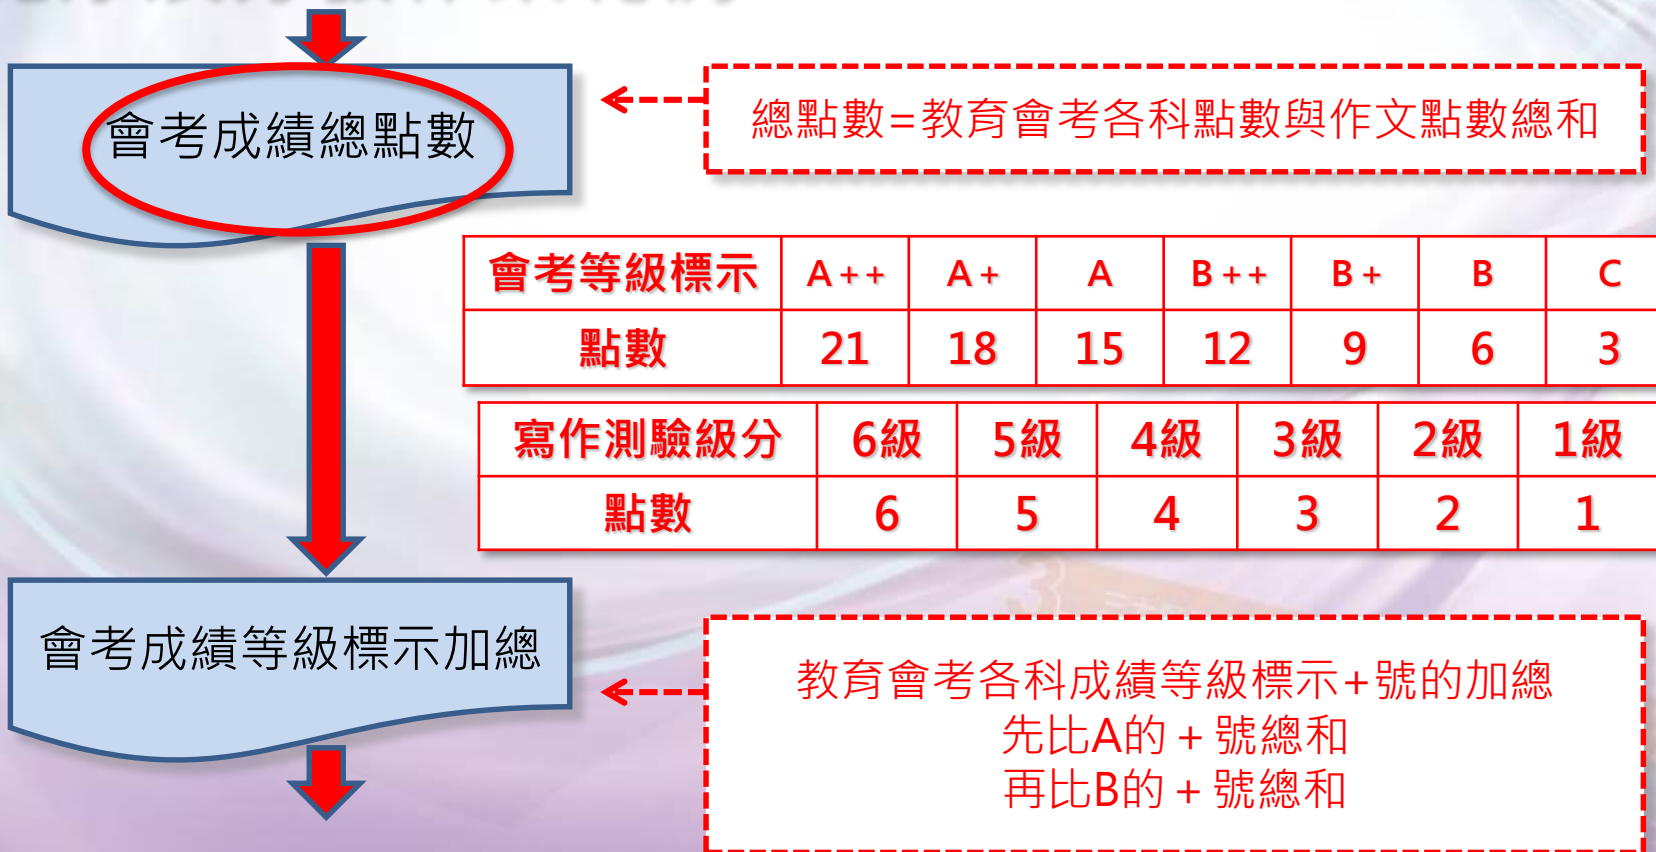 會考成績總點數
總點數=教育會考各科點數與作文點數總和
會考等級標示 A++ A+ A B++ B+ B C
點數 21 18 15 12 9 6 3
寫作測驗級分 6級 5級 4級 3級 2級 1級
點數 6 5 4 3 2 1
會考成績等級標示加總
教育會考各科成績等級標示+號的加總
先比A的+號總和
再比B的+號總和